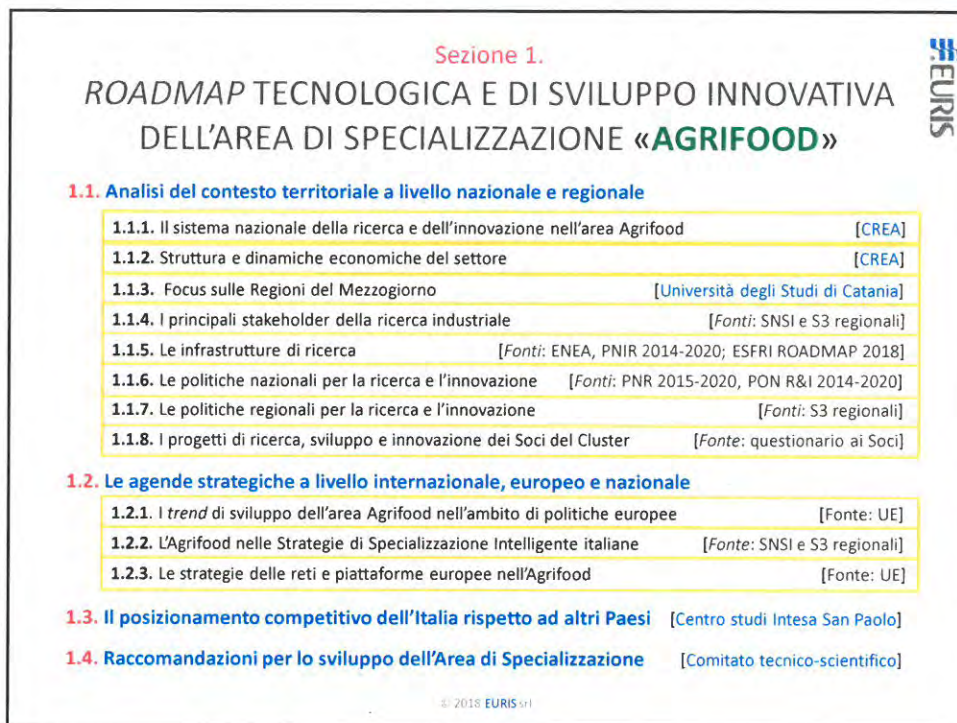 Sezione 1.
ROADMAP TECNOLOGICA E DI SVILUPPO INNOVATIVA
DELL'AREA DI SPECIALIZZAZIONE «AGRIFOOD»
EURIS
1.1. Analisi del contesto territoriale a livello nazionale e regionale
1.1.1. Il sistema nazionale della ricerca e dell'innovazione nell'area Agrifood [CREA]
1.1.2. Struttura e dinamiche economiche del settore [CREA]
1.1.3. Focus sulle Regioni del Mezzogiorno [Università degli Studi di Catania]
1.1.4. I principali stakeholder della ricerca industriale [Fonti: SNSI e S3 regionali]
1.1.5. Le infrastrutture di ricerca [Fonti: ENEA, PNIR 2014-2020; ESFRI ROADMAP 2018]
1.1.6. Le politiche nazionali per la ricerca e l'innovazione [Fonti: PNR 2015-2020, PON R&I 2014-2020]
1.1.7. Le politiche regionali per la ricerca e l'innovazione [Fonti: S3 regionali]
1.1.8. I progetti di ricerca, sviluppo e innovazione dei Soci del Cluster [Fonte: questionario ai Soci]
1.2. Le agende strategiche a livello internazionale, europeo e nazionale
1.2.1. I trend di sviluppo dell'area Agrifood nell'ambito di politiche europee [Fonte: UE]
1.2.2. L'Agrifood nelle Strategie di Specializzazione Intelligente italiane [Fonte: SNSI e S3 regionali]
1.2.3. Le strategie delle reti e piattaforme europee nell'Agrifood [Fonte: UE]
1.3. Il posizionamento competitivo dell'Italia rispetto ad altri Paesi [Centro studi Intesa San Paolo]
1.4. Raccomandazioni per lo sviluppo dell'Area di Specializzazione [Comitato tecnico-scientifico]
© 2018 EURIS srl